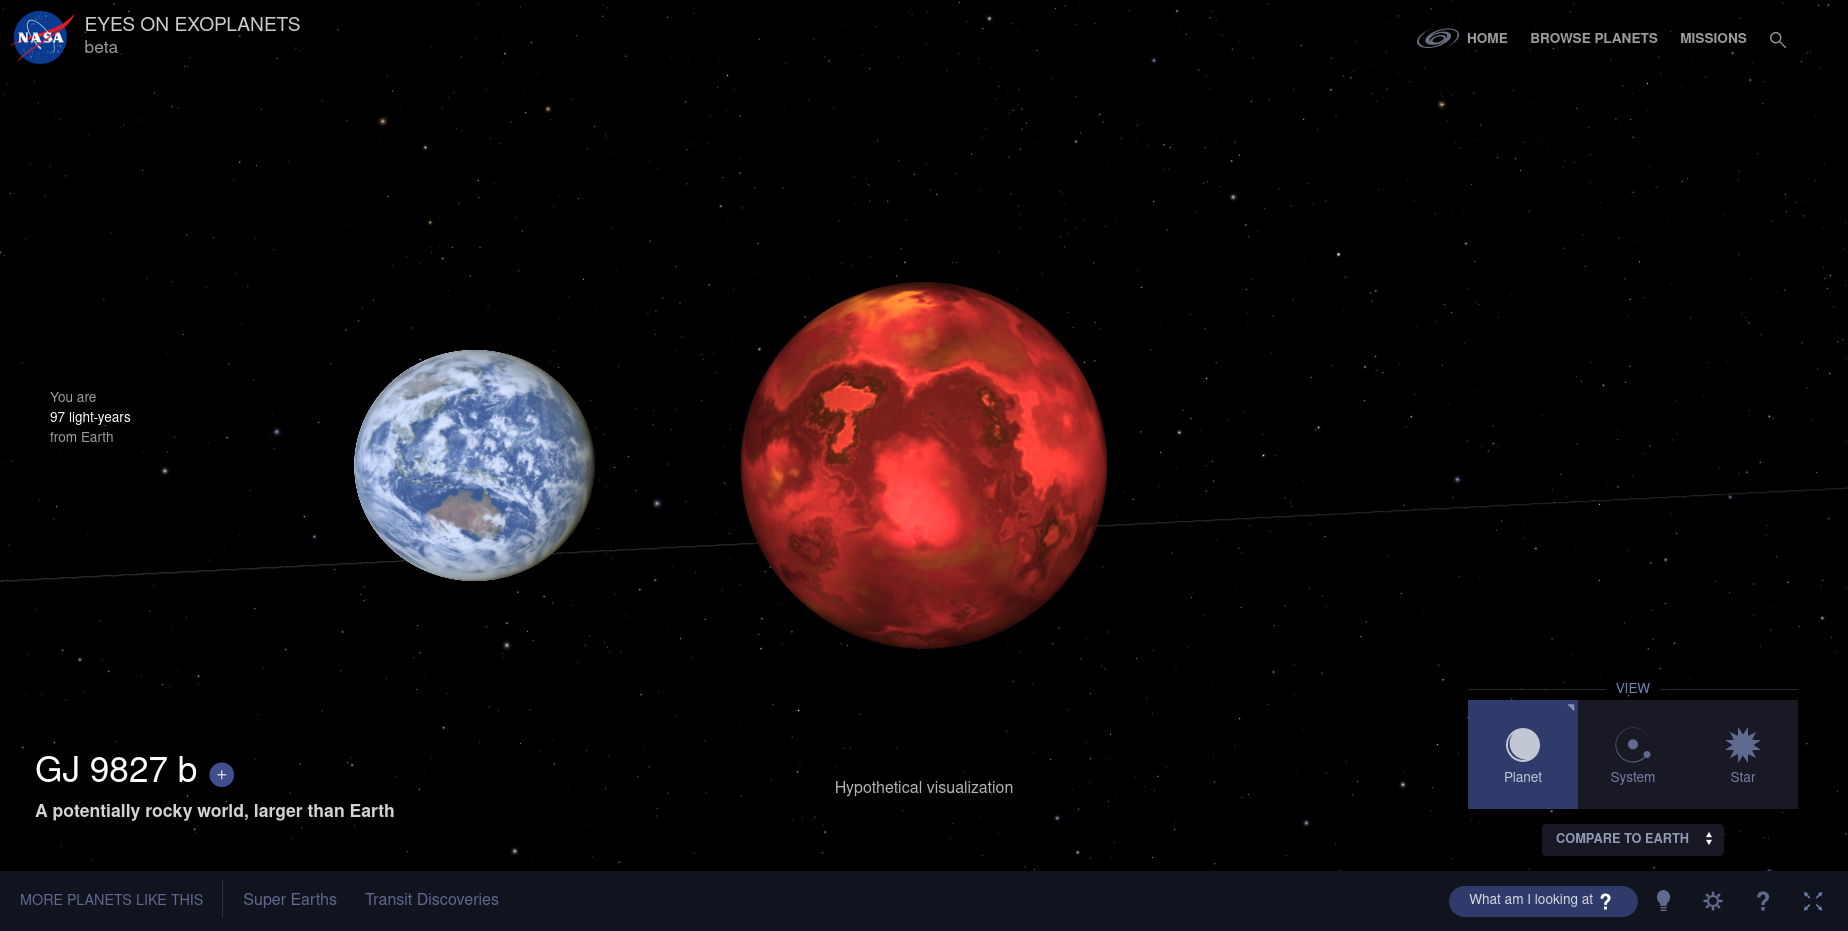 NASA
EYES ON EXOPLANETS
beta
HOME
BROWSE PLANETS
MISSIONS
You are
97 light-years
from Earth
VIEW
Planet
System
Star
COMPARE TO EARTH
GJ 9827 b +
A potentially rocky world, larger than Earth
Hypothetical visualization
MORE PLANETS LIKE THIS
Super Earths
Transit Discoveries
What am I looking at ?
?